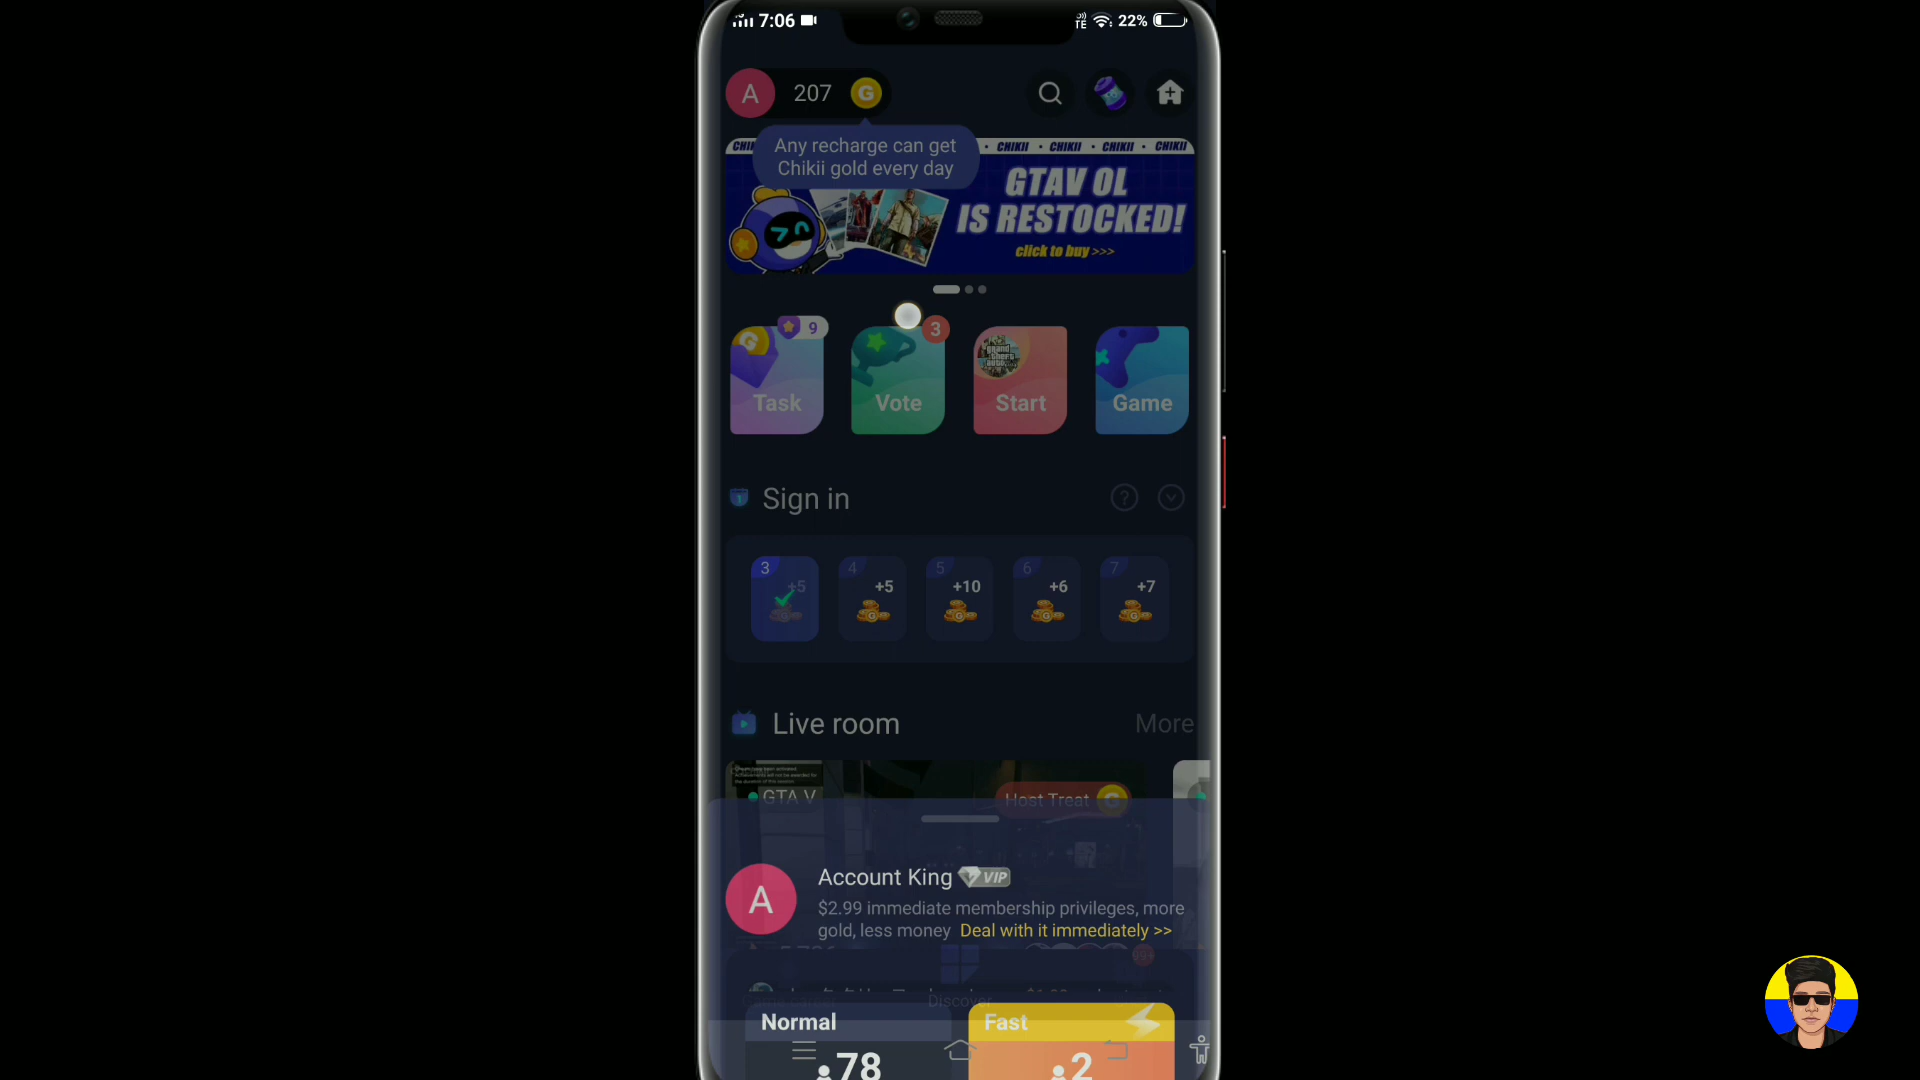 7:06
22%
A
207
G
Any recharge can get
Chikii gold every day
CHIKII • CHIKII • CHIKII • CHIKII
GTAV OL
IS RESTOCKED!
click to buy >>>
9
3
Task
Vote
Start
Game
Sign in
?
3
+5
4
+5
5
+10
6
+6
7
+7
Live room
More
GTA V
Host Treat
A
Account King VIP
$2.99 immediate membership privileges, more
gold, less money Deal with it immediately >>
99+
Discover
Normal
Fast
78
2